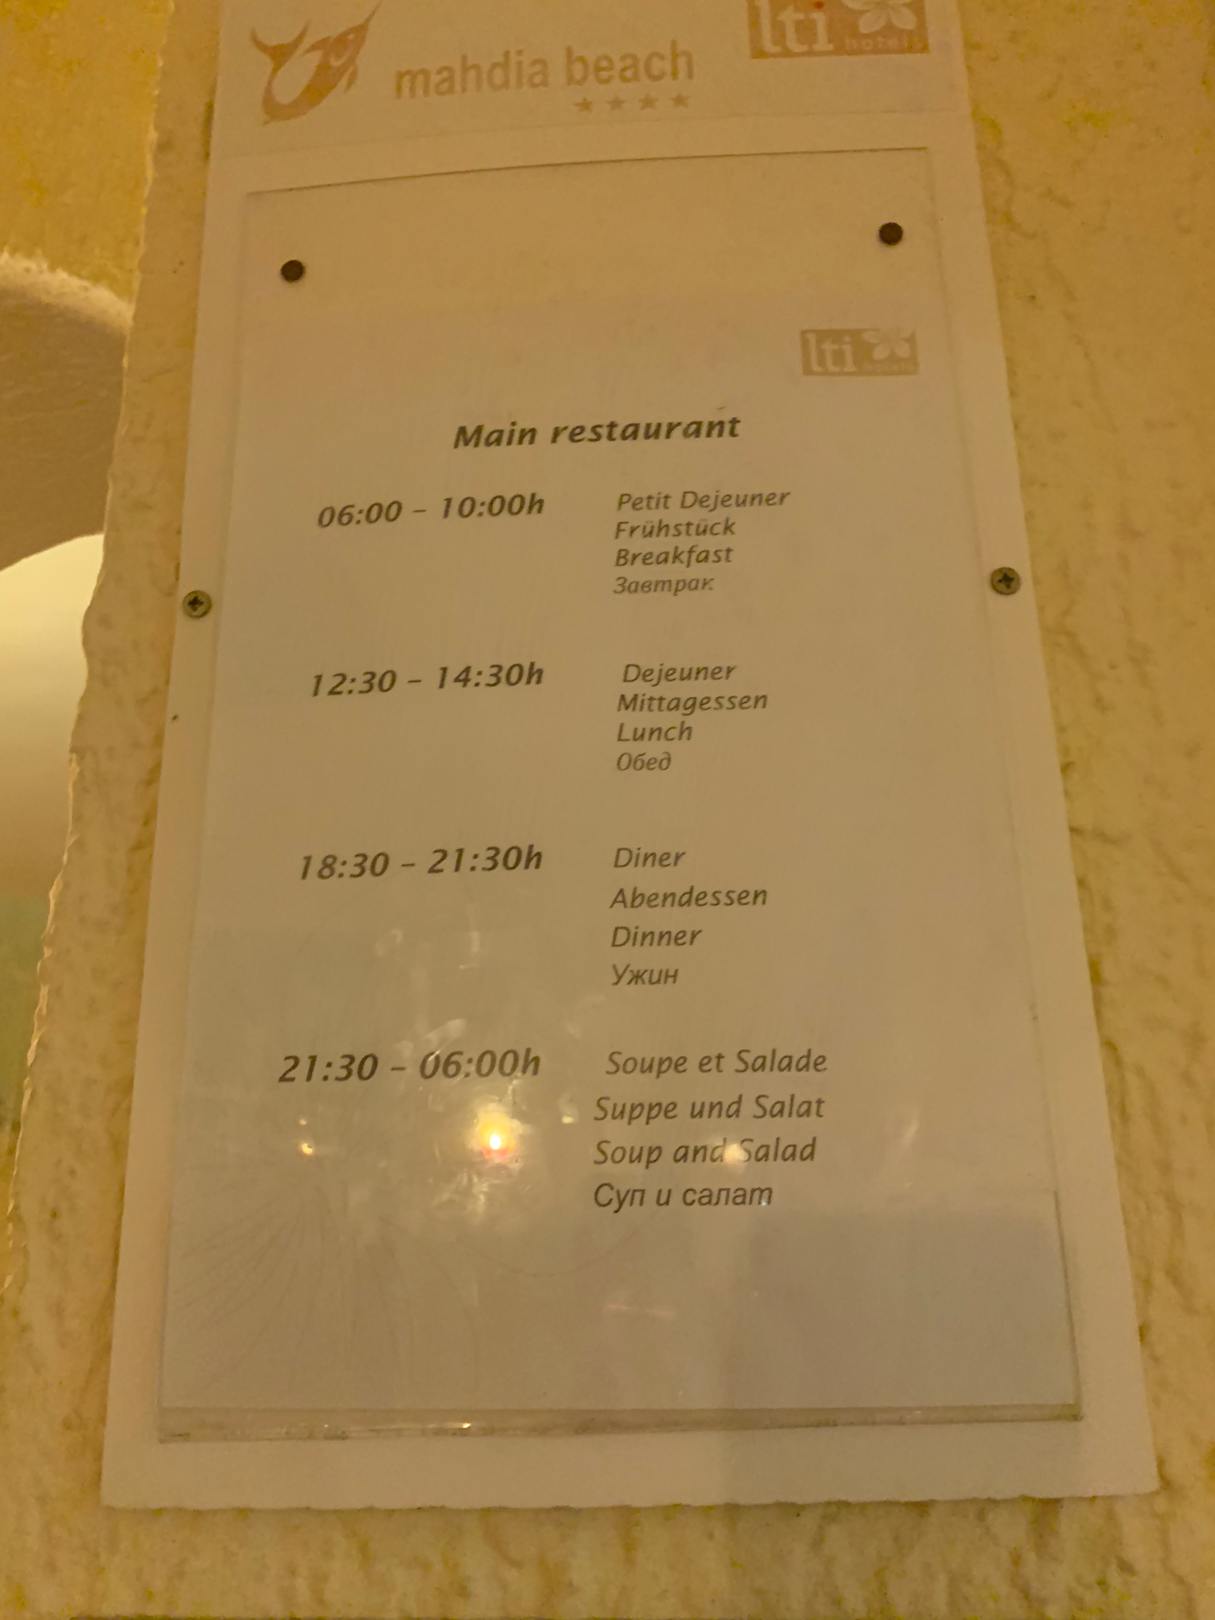 mahdia beach
★★★★
lti
hotels
lti
hotels
Main restaurant
06:00 – 10:00h
Petit Dejeuner
Frühstück
Breakfast
Завтрак
12:30 – 14:30h
Dejeuner
Mittagessen
Lunch
Обед
18:30 – 21:30h
Diner
Abendessen
Dinner
Ужин
21:30 – 06:00h
Soupe et Salade
Suppe und Salat
Soup and Salad
Суп и салат